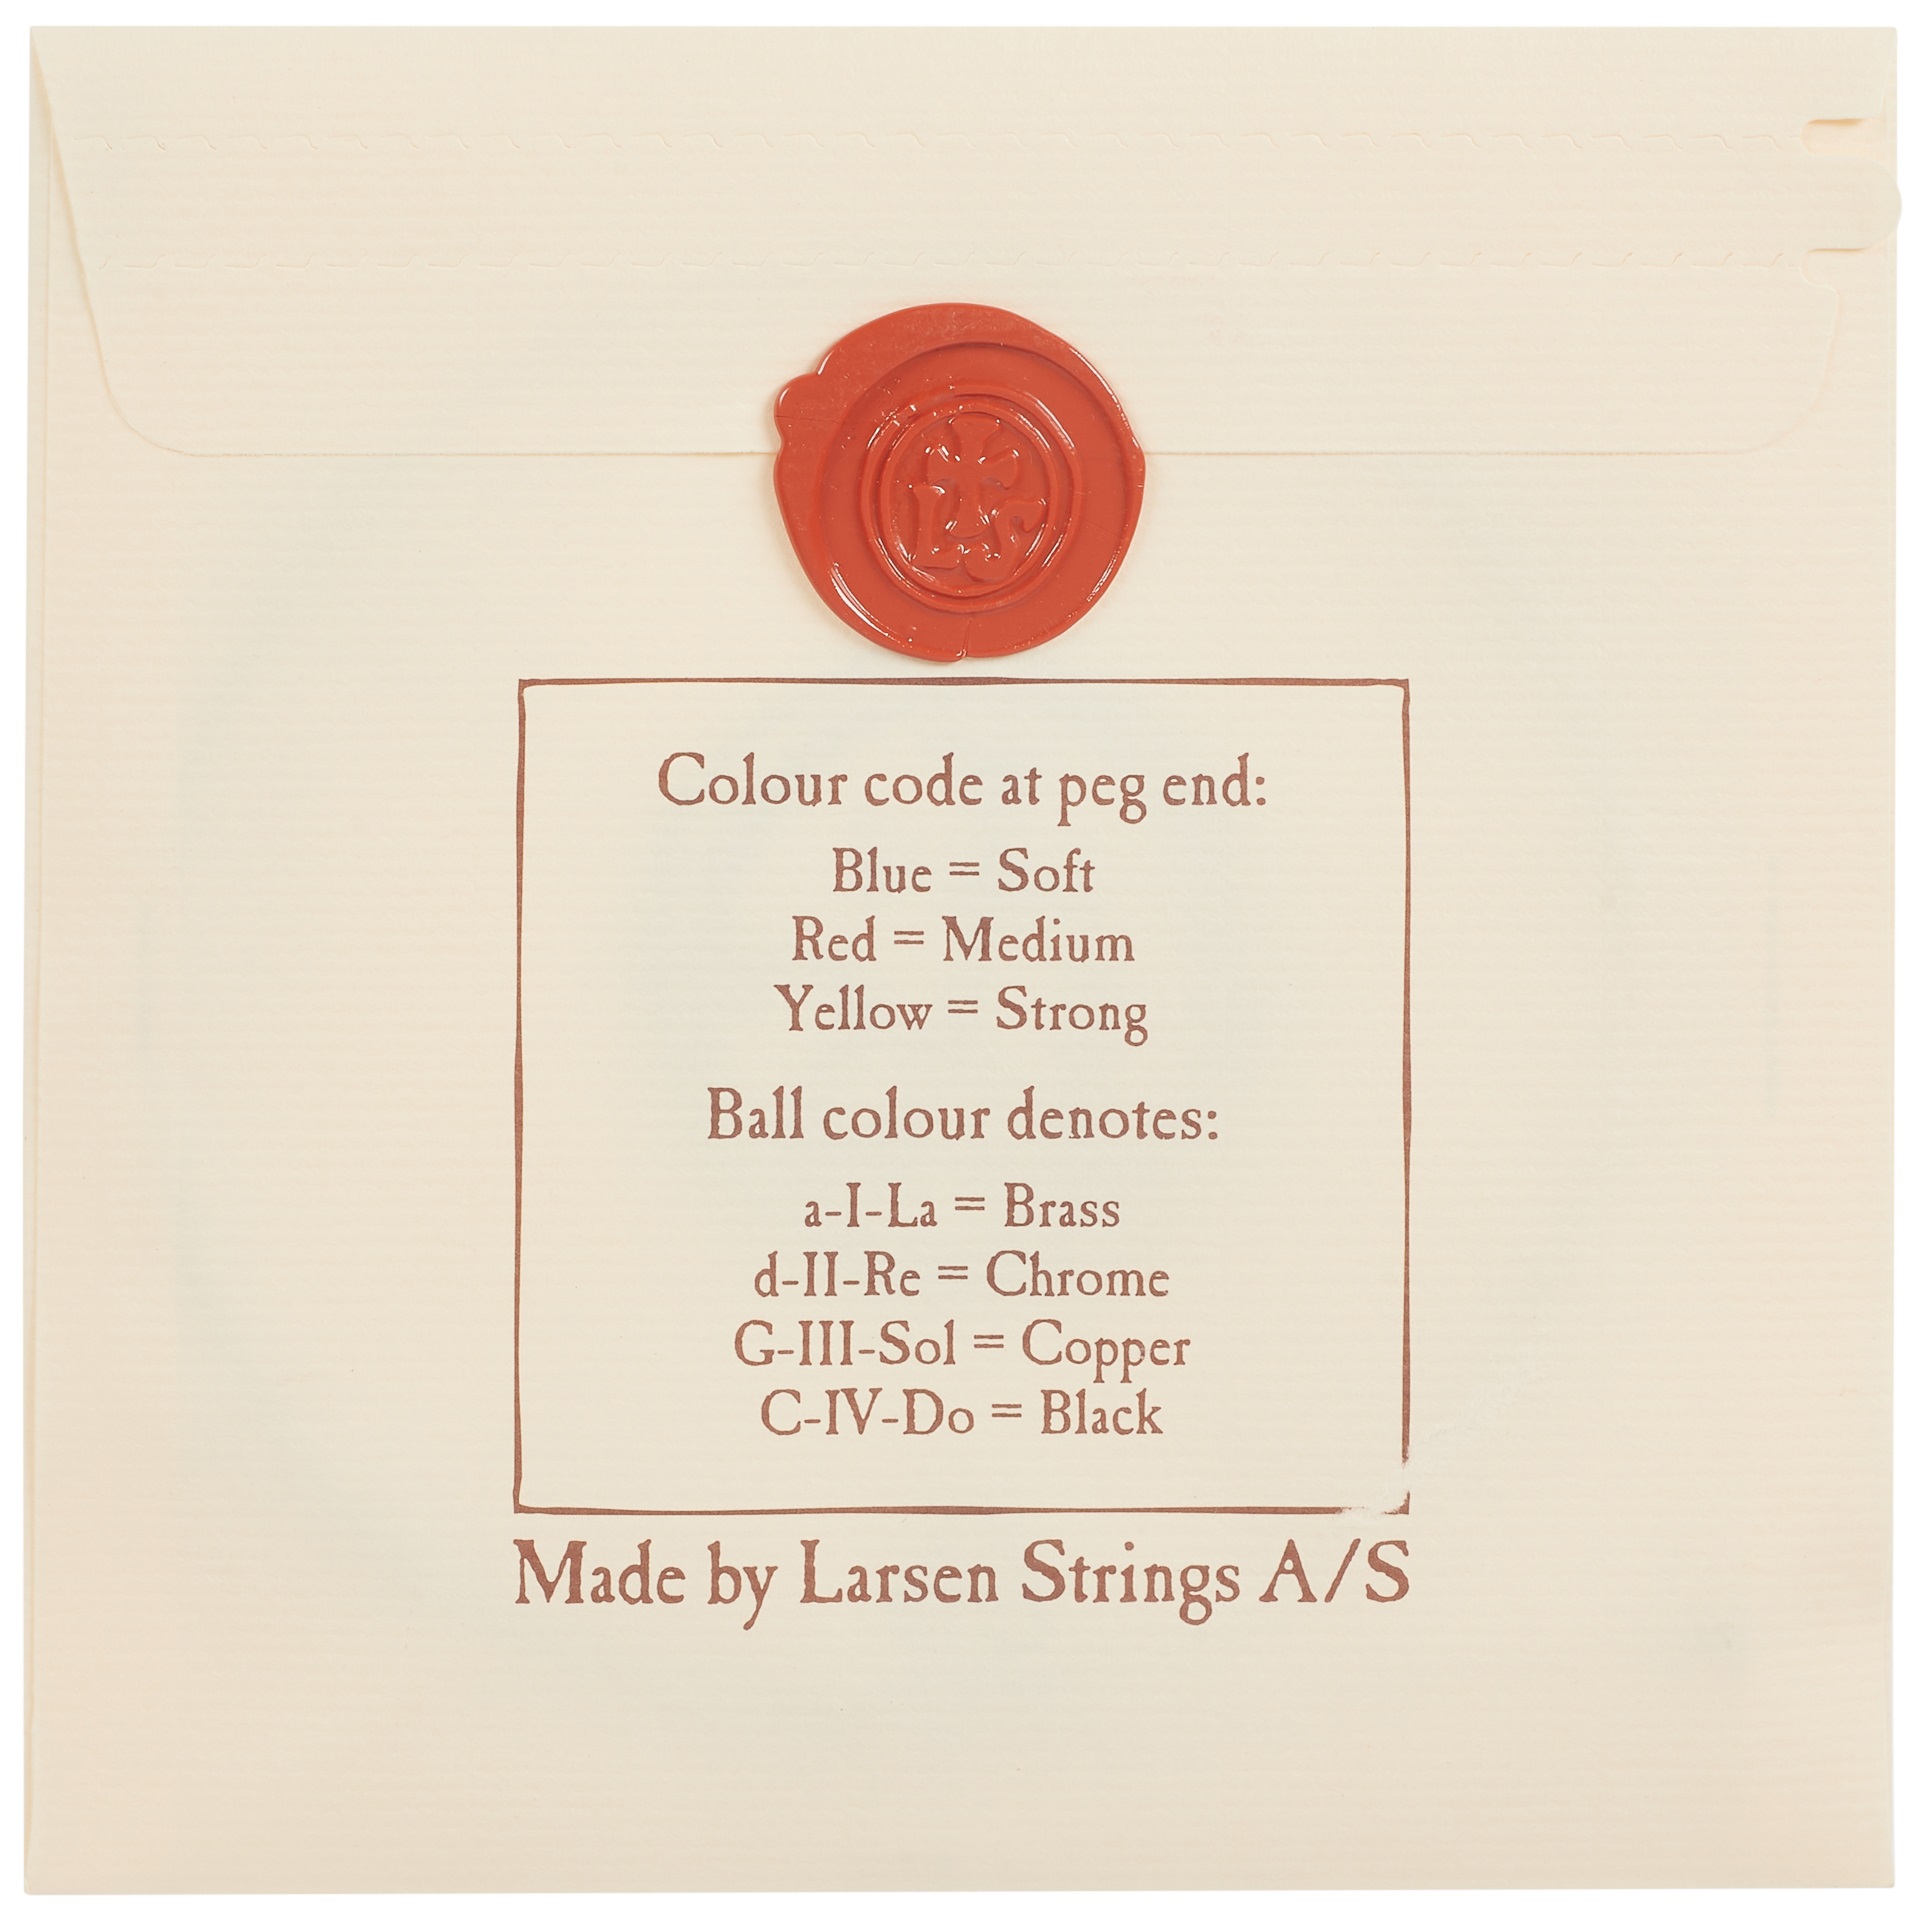 LS
Colour code at peg end:
Blue = Soft
Red = Medium
Yellow = Strong
Ball colour denotes:
a-I-La = Brass
d-II-Re = Chrome
G-III-Sol = Copper
C-IV-Do = Black
Made by Larsen Strings A/S